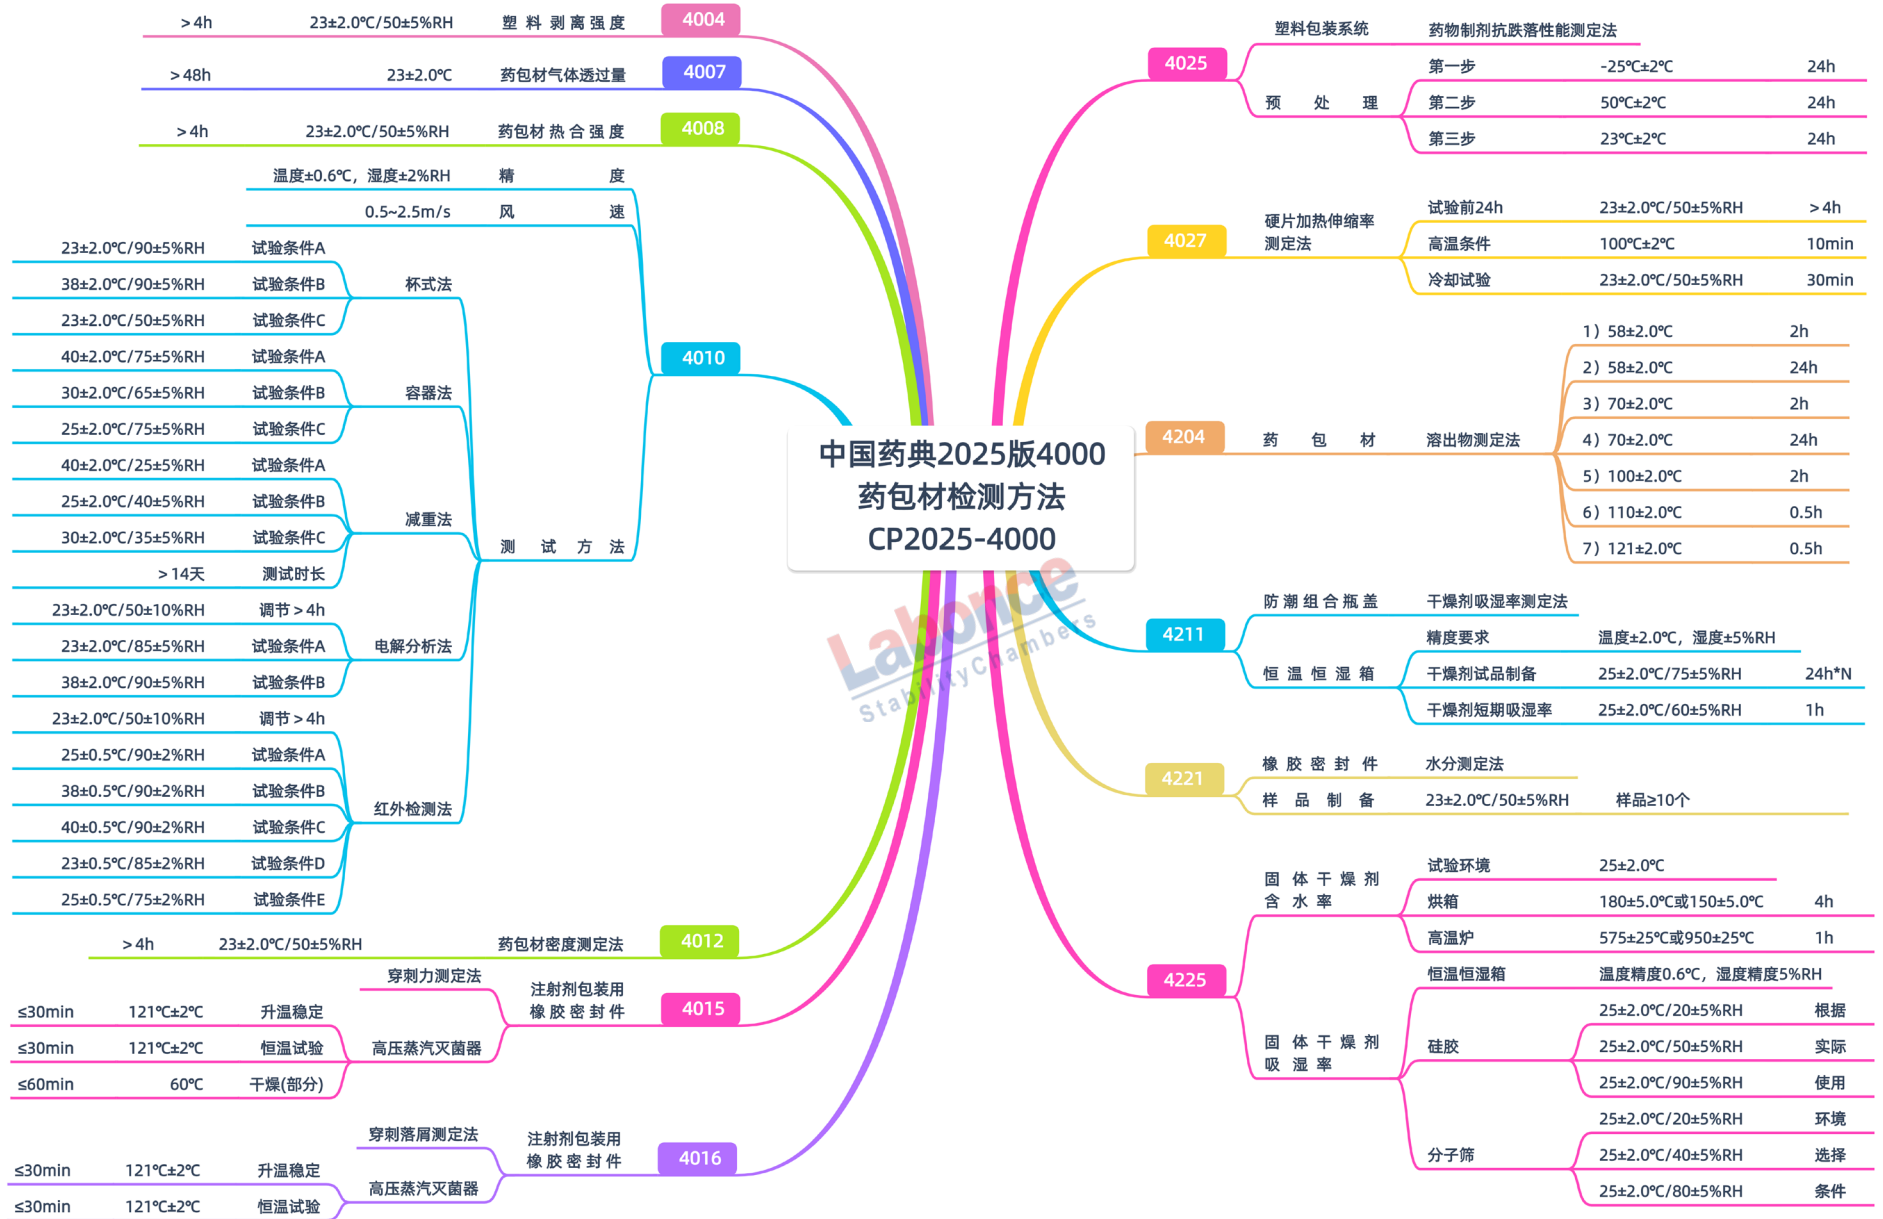 中国药典2025版4000
药包材检测方法
CP2025-4000
Labonce
StabilityChambers
4004
塑料剥离强度 23±2.0℃/50±5%RH ＞4h
4007
药包材气体透过量 23±2.0℃ ＞48h
4008
药包材热合强度 23±2.0℃/50±5%RH ＞4h
4010
精度 温度±0.6℃，湿度±2%RH
风速 0.5~2.5m/s
测试方法
杯式法
试验条件A 23±2.0℃/90±5%RH
试验条件B 38±2.0℃/90±5%RH
试验条件C 23±2.0℃/50±5%RH
容器法
试验条件A 40±2.0℃/75±5%RH
试验条件B 30±2.0℃/65±5%RH
试验条件C 25±2.0℃/75±5%RH
减重法
试验条件A 40±2.0℃/25±5%RH
试验条件B 25±2.0℃/40±5%RH
试验条件C 30±2.0℃/35±5%RH
测试时长 ＞14天
电解分析法
调节＞4h 23±2.0℃/50±10%RH
试验条件A 23±2.0℃/85±5%RH
试验条件B 38±2.0℃/90±5%RH
红外检测法
调节＞4h 23±2.0℃/50±10%RH
试验条件A 25±0.5℃/90±2%RH
试验条件B 38±0.5℃/90±2%RH
试验条件C 40±0.5℃/90±2%RH
试验条件D 23±0.5℃/85±2%RH
试验条件E 25±0.5℃/75±2%RH
4012
药包材密度测定法 23±2.0℃/50±5%RH ＞4h
4015
注射剂包装用
橡胶密封件
穿刺力测定法
高压蒸汽灭菌器
升温稳定 121℃±2℃ ≤30min
恒温试验 121℃±2℃ ≤30min
干燥(部分) 60℃ ≤60min
4016
注射剂包装用
橡胶密封件
穿刺落屑测定法
高压蒸汽灭菌器
升温稳定 121℃±2℃ ≤30min
恒温试验 121℃±2℃ ≤30min
4025
塑料包装系统 药物制剂抗跌落性能测定法
预处理
第一步 -25℃±2℃ 24h
第二步 50℃±2℃ 24h
第三步 23℃±2℃ 24h
4027
硬片加热伸缩率
测定法
试验前24h 23±2.0℃/50±5%RH ＞4h
高温条件 100℃±2℃ 10min
冷却试验 23±2.0℃/50±5%RH 30min
4204
药包材 溶出物测定法
1）58±2.0℃ 2h
2）58±2.0℃ 24h
3）70±2.0℃ 2h
4）70±2.0℃ 24h
5）100±2.0℃ 2h
6）110±2.0℃ 0.5h
7）121±2.0℃ 0.5h
4211
防潮组合瓶盖 干燥剂吸湿率测定法
恒温恒湿箱
精度要求 温度±2.0℃，湿度±5%RH
干燥剂试品制备 25±2.0℃/75±5%RH 24h*N
干燥剂短期吸湿率 25±2.0℃/60±5%RH 1h
4221
橡胶密封件 水分测定法
样品制备 23±2.0℃/50±5%RH 样品≥10个
4225
固体干燥剂
含水率
试验环境 25±2.0℃
烘箱 180±5.0℃或150±5.0℃ 4h
高温炉 575±25℃或950±25℃ 1h
固体干燥剂
吸湿率
恒温恒湿箱 温度精度0.6℃，湿度精度5%RH
硅胶
25±2.0℃/20±5%RH 根据
25±2.0℃/50±5%RH 实际
25±2.0℃/90±5%RH 使用
分子筛
25±2.0℃/20±5%RH 环境
25±2.0℃/40±5%RH 选择
25±2.0℃/80±5%RH 条件